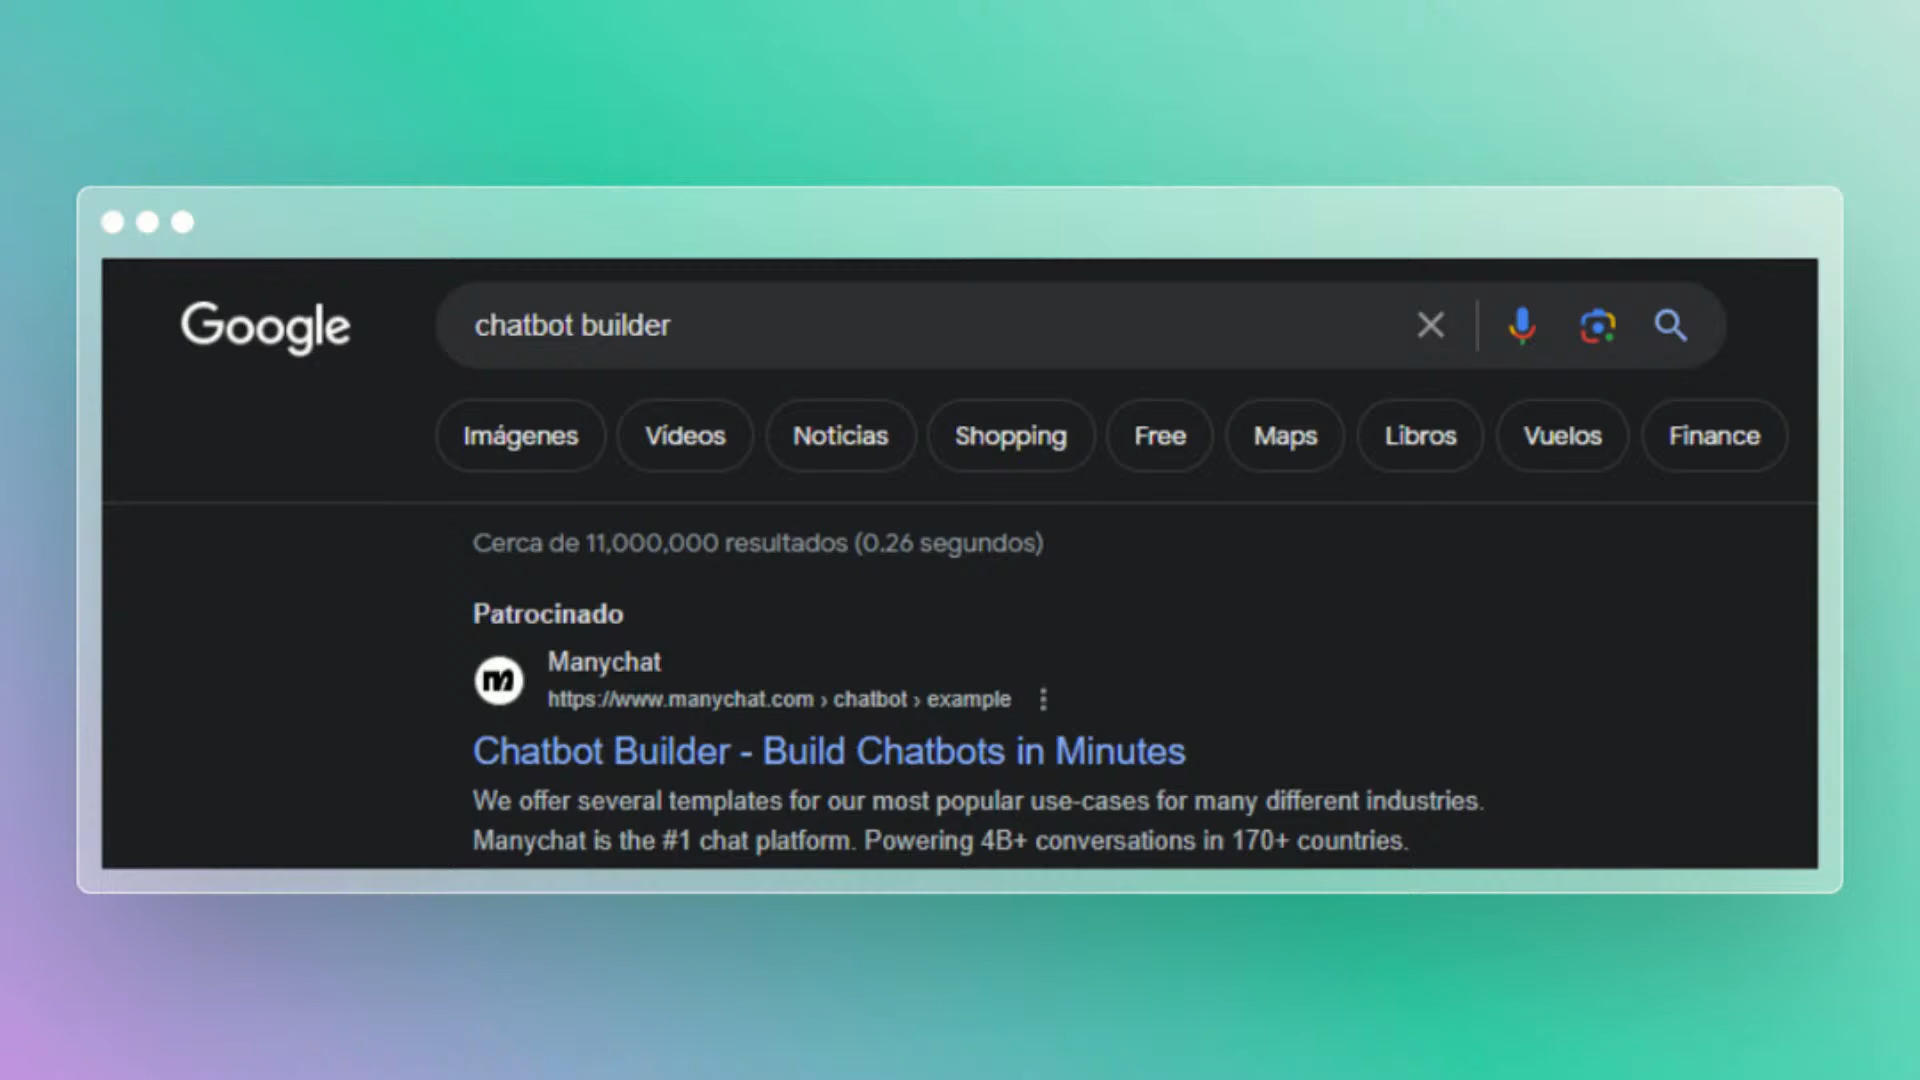 Google
chatbot builder
Imágenes Vídeos Noticias Shopping Free Maps Libros Vuelos Finance
Cerca de 11,000,000 resultados (0.26 segundos)
Patrocinado
m
Manychat
https://www.manychat.com › chatbot › example
Chatbot Builder - Build Chatbots in Minutes
We offer several templates for our most popular use-cases for many different industries.
Manychat is the #1 chat platform. Powering 4B+ conversations in 170+ countries.